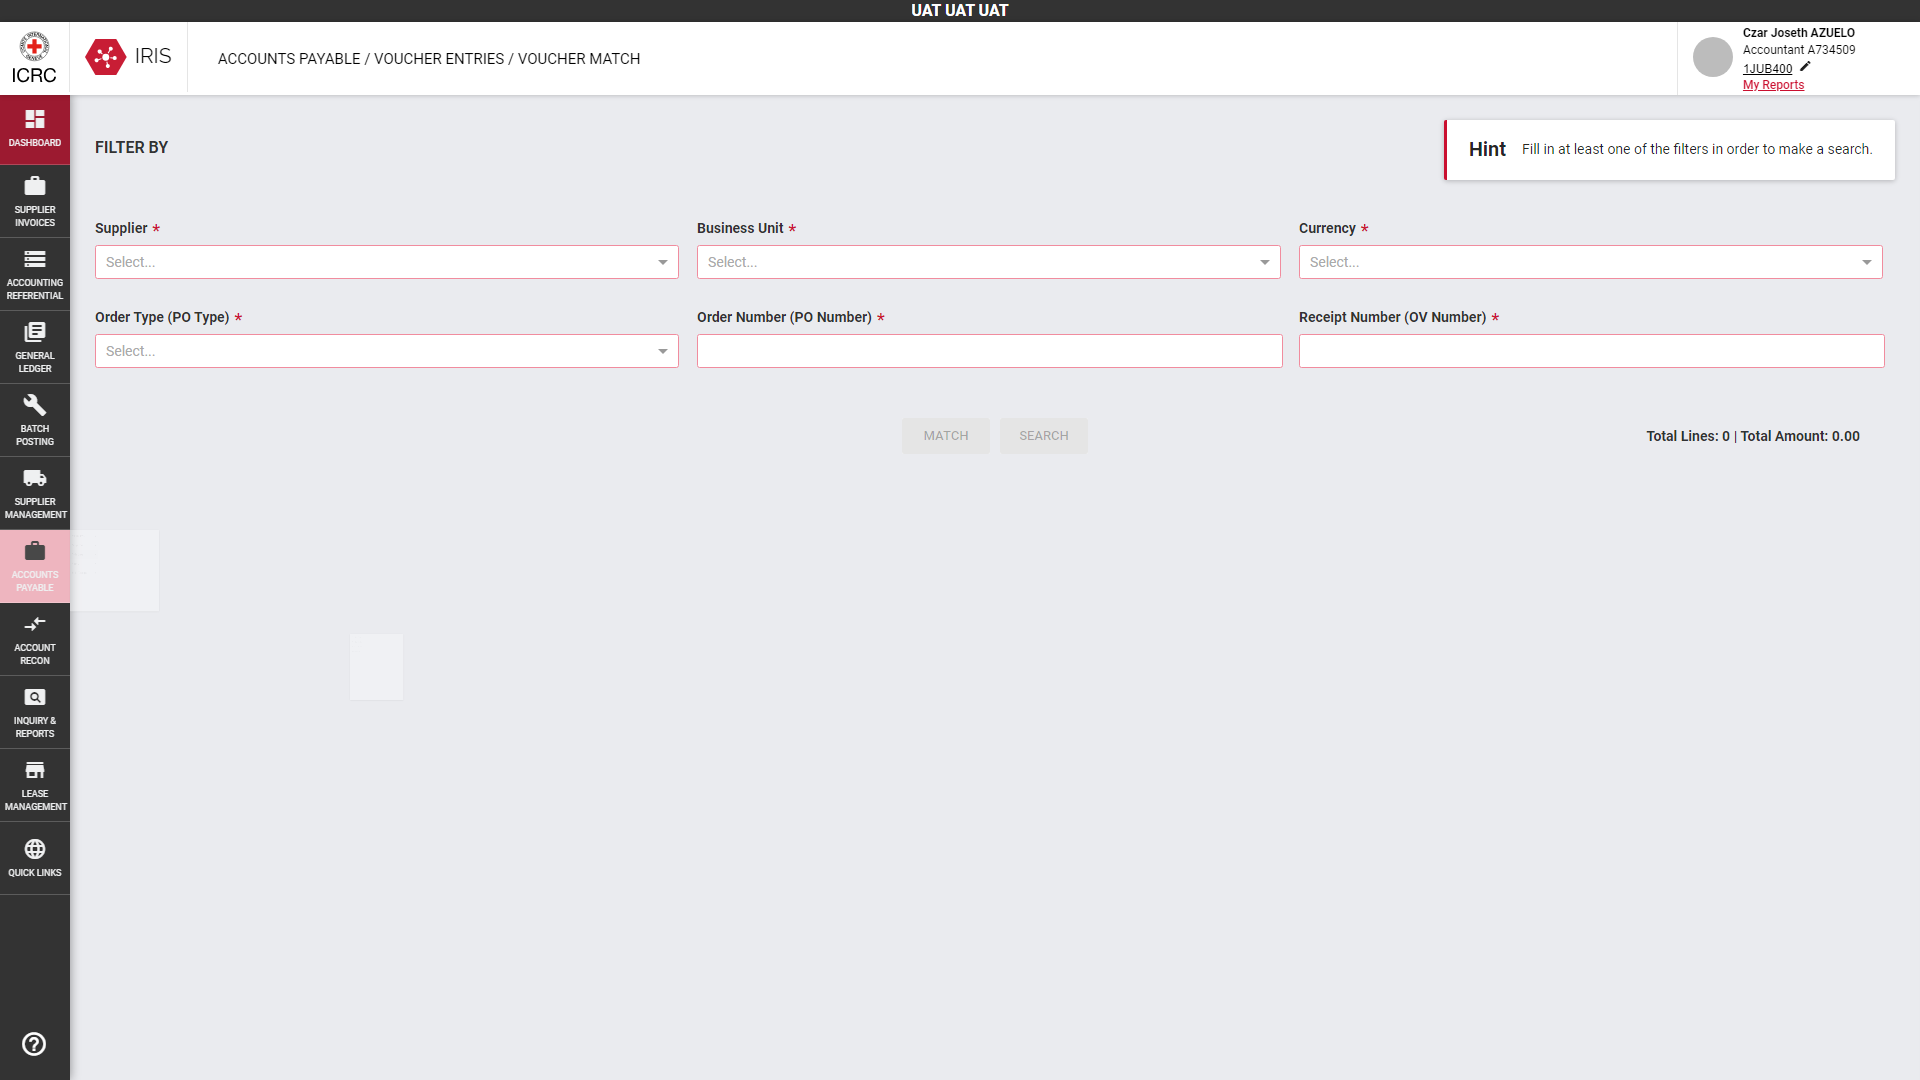 UAT UAT UAT
ICRC
IRIS
ACCOUNTS PAYABLE / VOUCHER ENTRIES / VOUCHER MATCH
Czar Joseth AZUELO
Accountant A734509
1JUB400
My Reports
DASHBOARD
SUPPLIER
INVOICES
ACCOUNTING
REFERENTIAL
GENERAL
LEDGER
BATCH
POSTING
SUPPLIER
MANAGEMENT
ACCOUNTS
PAYABLE
ACCOUNT
RECON
INQUIRY &
REPORTS
LEASE
MANAGEMENT
QUICK LINKS
FILTER BY
Hint Fill in at least one of the filters in order to make a search.
Supplier *
Select...
Business Unit *
Select...
Currency *
Select...
Order Type (PO Type) *
Select...
Order Number (PO Number) *
Receipt Number (OV Number) *
MATCH
SEARCH
Total Lines: 0 | Total Amount: 0.00